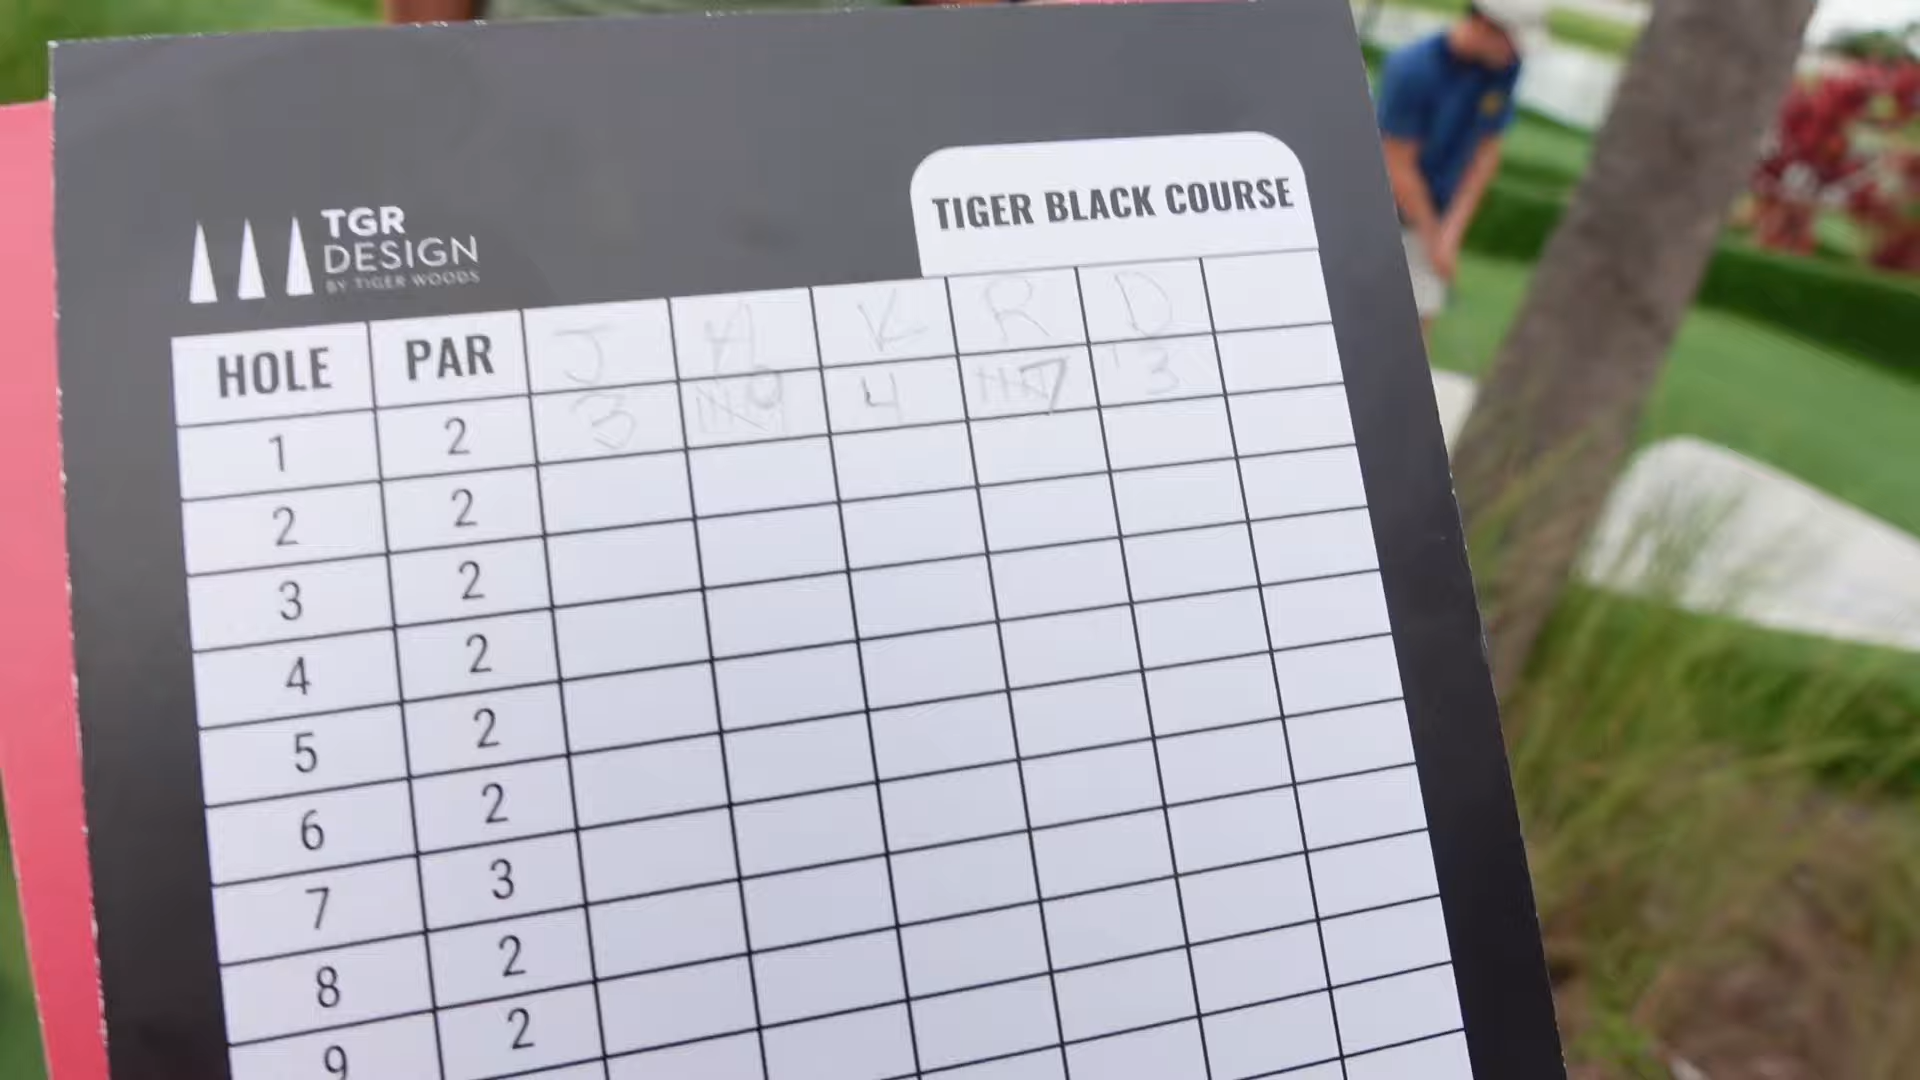 TGR
DESIGN
BY TIGER WOODS
TIGER BLACK COURSE
HOLE PAR J K R D
1 2 3 4 7 3
2 2
3 2
4 2
5 2
6 2
7 3
8 2
9 2